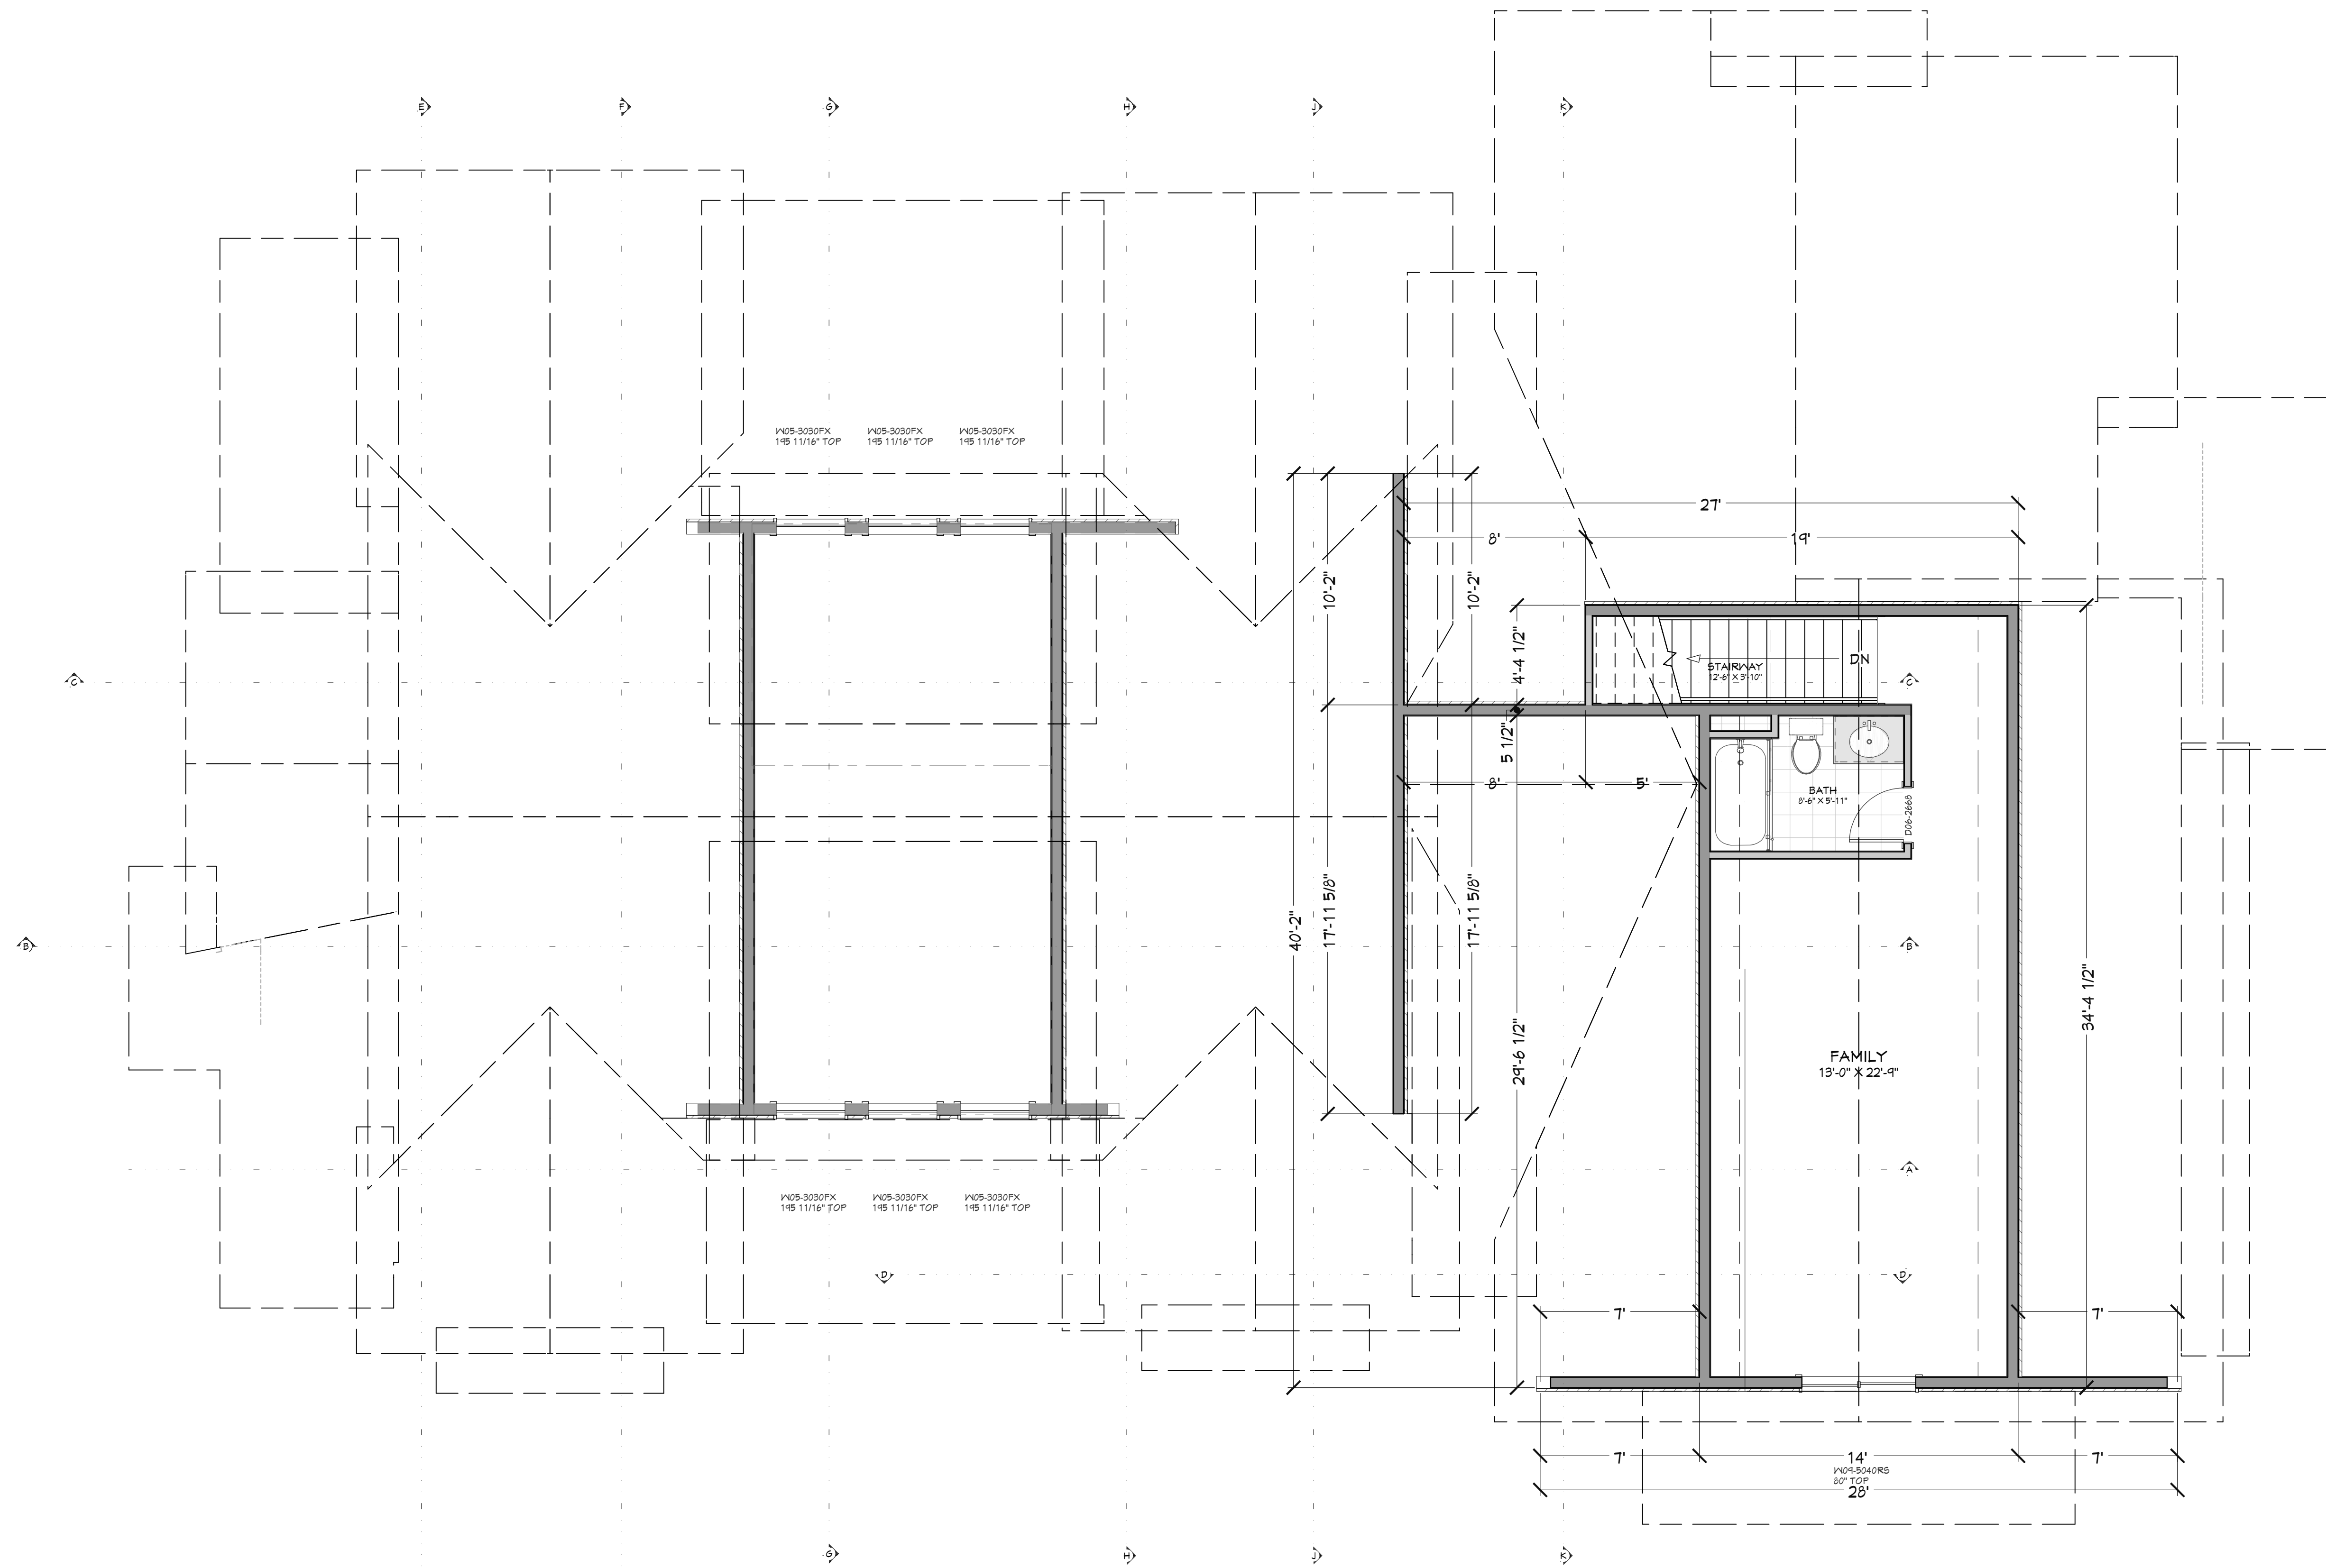 E
F
G
H
J
K
W05-3030FX
195 11/16" TOP
W05-3030FX
195 11/16" TOP
W05-3030FX
195 11/16" TOP
27'
8'
19'
10'-2"
10'-2"
4'-4 1/2"
STAIRWAY
12'-6" X 3'-10"
DN
C
C
5 1/2"
8'
5'
BATH
8'-6" X 5'-11"
D06-2668
40'-2"
17'-11 5/8"
17'-11 5/8"
B
B
34'-4 1/2"
29'-6 1/2"
FAMILY
13'-0" X 22'-9"
A
W05-3030FX
195 11/16" TOP
W05-3030FX
195 11/16" TOP
W05-3030FX
195 11/16" TOP
D
D
7'
7'
7'
14'
7'
W09-5040RS
80" TOP
28'
G
H
J
K